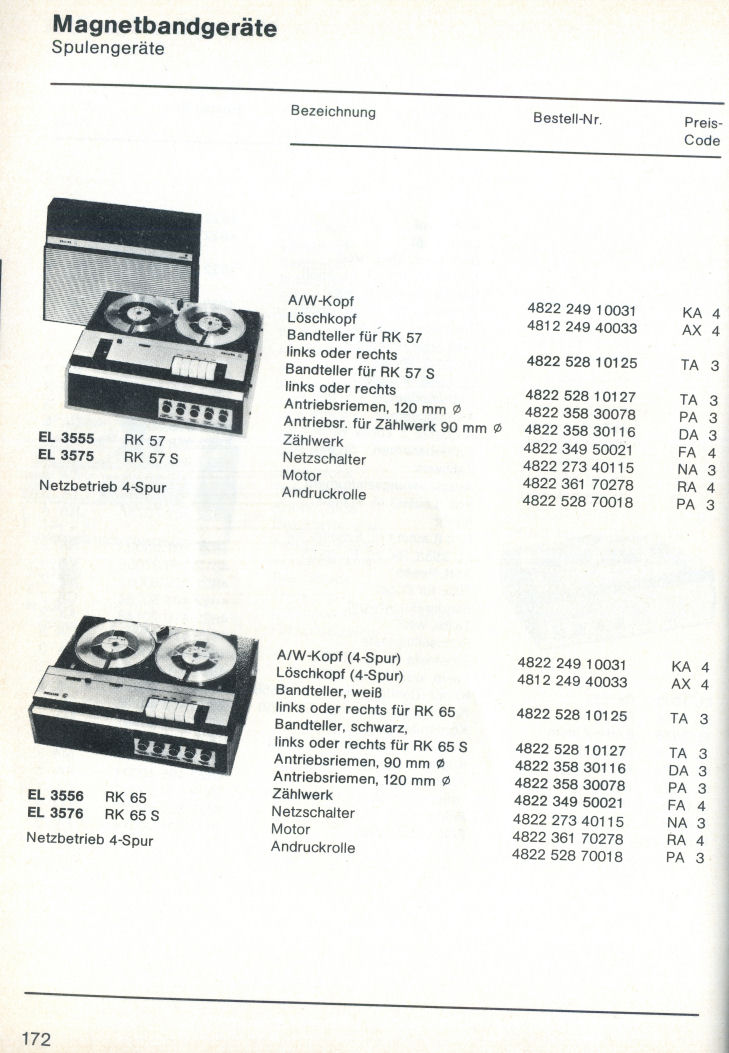 Magnetbandgeräte
Spulengeräte
Bezeichnung Bestell-Nr. Preis-
Code
A/W-Kopf 4822 249 10031 KA 4
Löschkopf 4812 249 40033 AX 4
Bandteller für RK 57
links oder rechts 4822 528 10125 TA 3
Bandteller für RK 57 S
links oder rechts 4822 528 10127 TA 3
Antriebsriemen, 120 mm ø 4822 358 30078 PA 3
Antriebsr. für Zählwerk 90 mm ø 4822 358 30116 DA 3
Zählwerk 4822 349 50021 FA 4
Netzschalter 4822 273 40115 NA 3
Motor 4822 361 70278 RA 4
Andruckrolle 4822 528 70018 PA 3
EL 3555 RK 57
EL 3575 RK 57 S
Netzbetrieb 4-Spur
A/W-Kopf (4-Spur) 4822 249 10031 KA 4
Löschkopf (4-Spur) 4812 249 40033 AX 4
Bandteller, weiß
links oder rechts für RK 65 4822 528 10125 TA 3
Bandteller, schwarz,
links oder rechts für RK 65 S 4822 528 10127 TA 3
Antriebsriemen, 90 mm ø 4822 358 30116 DA 3
Antriebsriemen, 120 mm ø 4822 358 30078 PA 3
Zählwerk 4822 349 50021 FA 4
Netzschalter 4822 273 40115 NA 3
Motor 4822 361 70278 RA 4
Andruckrolle 4822 528 70018 PA 3
EL 3556 RK 65
EL 3576 RK 65 S
Netzbetrieb 4-Spur
172